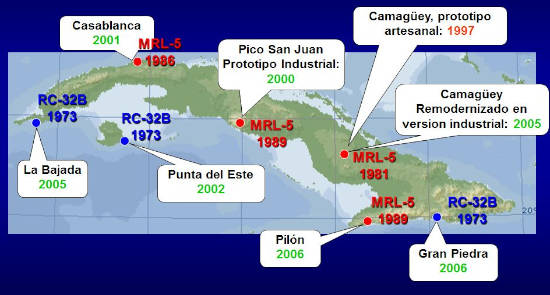 Casablanca
2001
MRL-5
1986
Pico San Juan
Prototipo Industrial:
2000
Camagüey, prototipo
artesanal: 1997
Camagüey
Remodernizado en
version industrial: 2005
RC-32B
1973
RC-32B
1973
MRL-5
1989
MRL-5
1981
La Bajada
2005
Punta del Este
2002
MRL-5
1989
RC-32B
1973
20°
Pilón
2006
Gran Piedra
2006